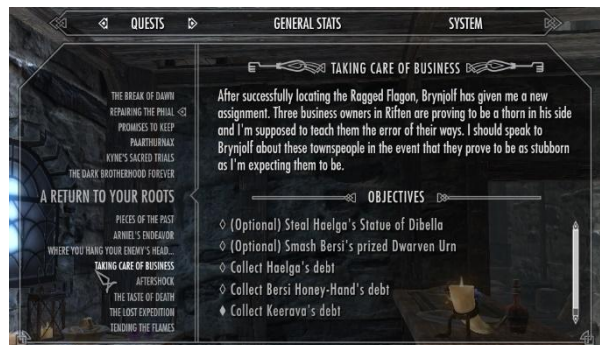 QUESTS
GENERAL STATS
SYSTEM
THE BREAK OF DAWN
REPAIRING THE PHIAL
PROMISES TO KEEP
PAARTHURNAX
KYNE'S SACRED TRIALS
THE DARK BROTHERHOOD FOREVER
A RETURN TO YOUR ROOTS
PIECES OF THE PAST
ARNIEL'S ENDEAVOR
WHERE YOU HANG YOUR ENEMY'S HEAD...
TAKING CARE OF BUSINESS
AFTERSHOCK
THE TASTE OF DEATH
THE LOST EXPEDITION
TENDING THE FLAMES
TAKING CARE OF BUSINESS
After successfully locating the Ragged Flagon, Brynjolf has given me a new
assignment. Three business owners in Riften are proving to be a thorn in his side
and I'm supposed to teach them the error of their ways. I should speak to
Brynjolf about these townspeople in the event that they prove to be as stubborn
as I'm expecting them to be.
OBJECTIVES
(Optional) Steal Haelga's Statue of Dibella
(Optional) Smash Bersi's prized Dwarven Urn
Collect Haelga's debt
Collect Bersi Honey-Hand's debt
Collect Keerava's debt